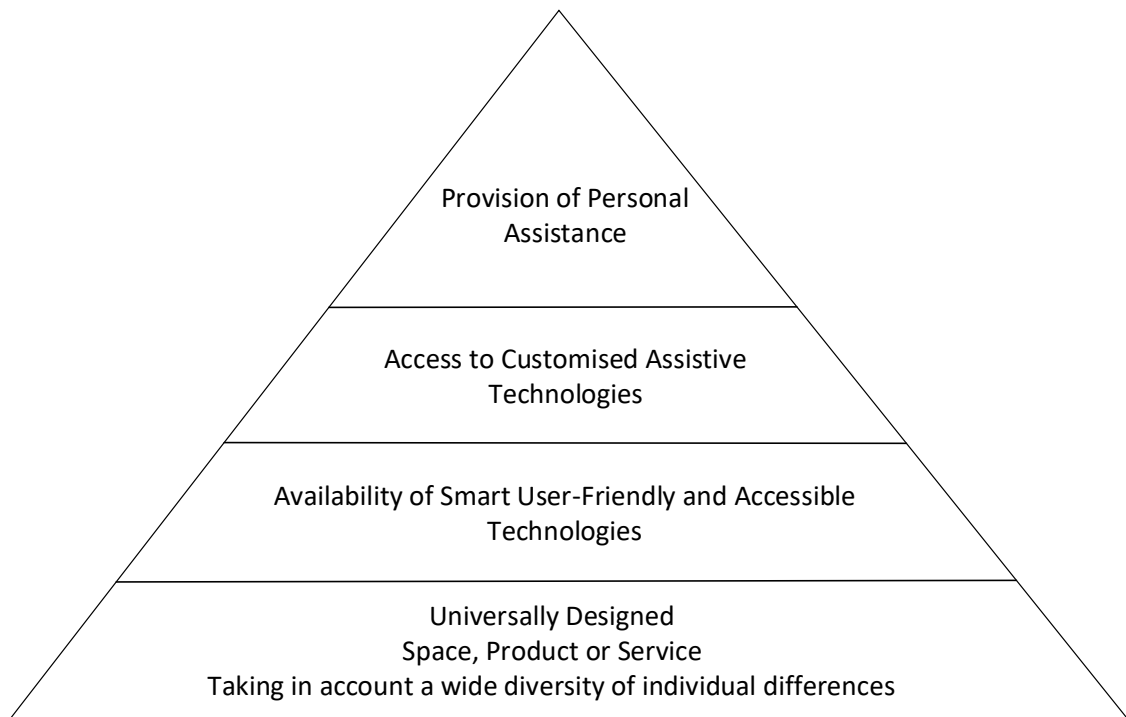 Provision of Personal
Assistance
Access to Customised Assistive
Technologies
Availability of Smart User-Friendly and Accessible
Technologies
Universally Designed
Space, Product or Service
Taking in account a wide diversity of individual differences